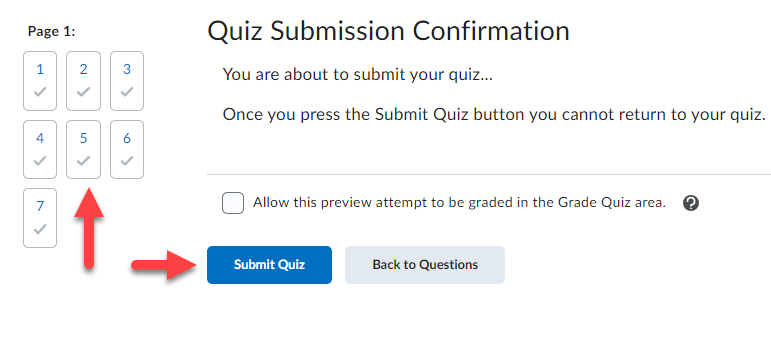 Page 1:
Quiz Submission Confirmation
1 2 3
You are about to submit your quiz...
Once you press the Submit Quiz button you cannot return to your quiz.
4 5 6
7
Allow this preview attempt to be graded in the Grade Quiz area. ?
Submit Quiz Back to Questions